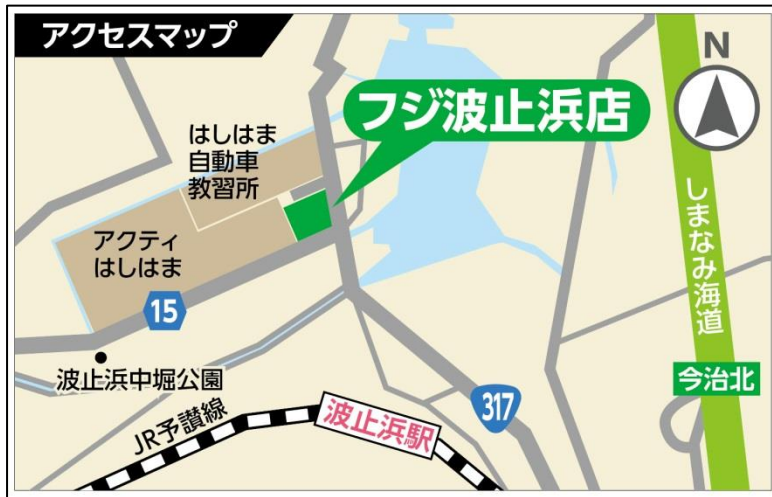 アクセスマップ
N
フジ波止浜店
はしはま
自動車
教習所
しまなみ海道
アクティ
はしはま
15
波止浜中堀公園
今治北
317
JR予讃線
波止浜駅